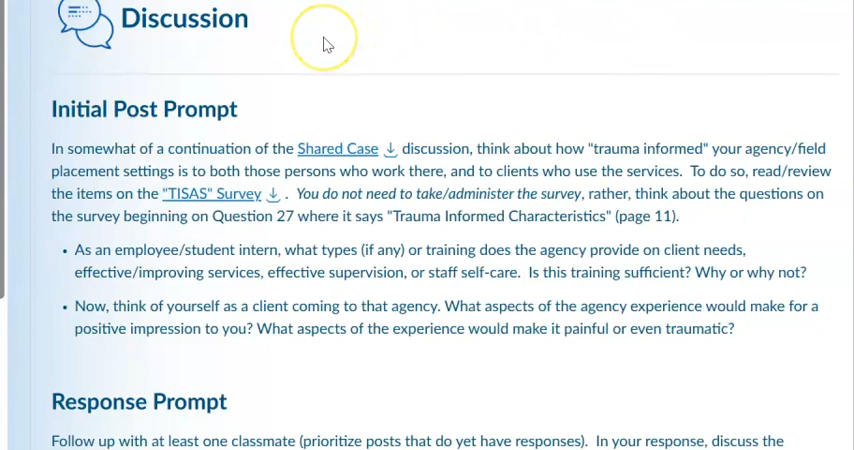 Discussion
Initial Post Prompt
In somewhat of a continuation of the Shared Case discussion, think about how "trauma informed" your agency/field
placement settings is to both those persons who work there, and to clients who use the services. To do so, read/review
the items on the "TISAS" Survey . You do not need to take/administer the survey, rather, think about the questions on
the survey beginning on Question 27 where it says "Trauma Informed Characteristics" (page 11).
• As an employee/student intern, what types (if any) or training does the agency provide on client needs,
effective/improving services, effective supervision, or staff self-care. Is this training sufficient? Why or why not?
• Now, think of yourself as a client coming to that agency. What aspects of the agency experience would make for a
positive impression to you? What aspects of the experience would make it painful or even traumatic?
Response Prompt
Follow up with at least one classmate (prioritize posts that do yet have responses). In your response, discuss the